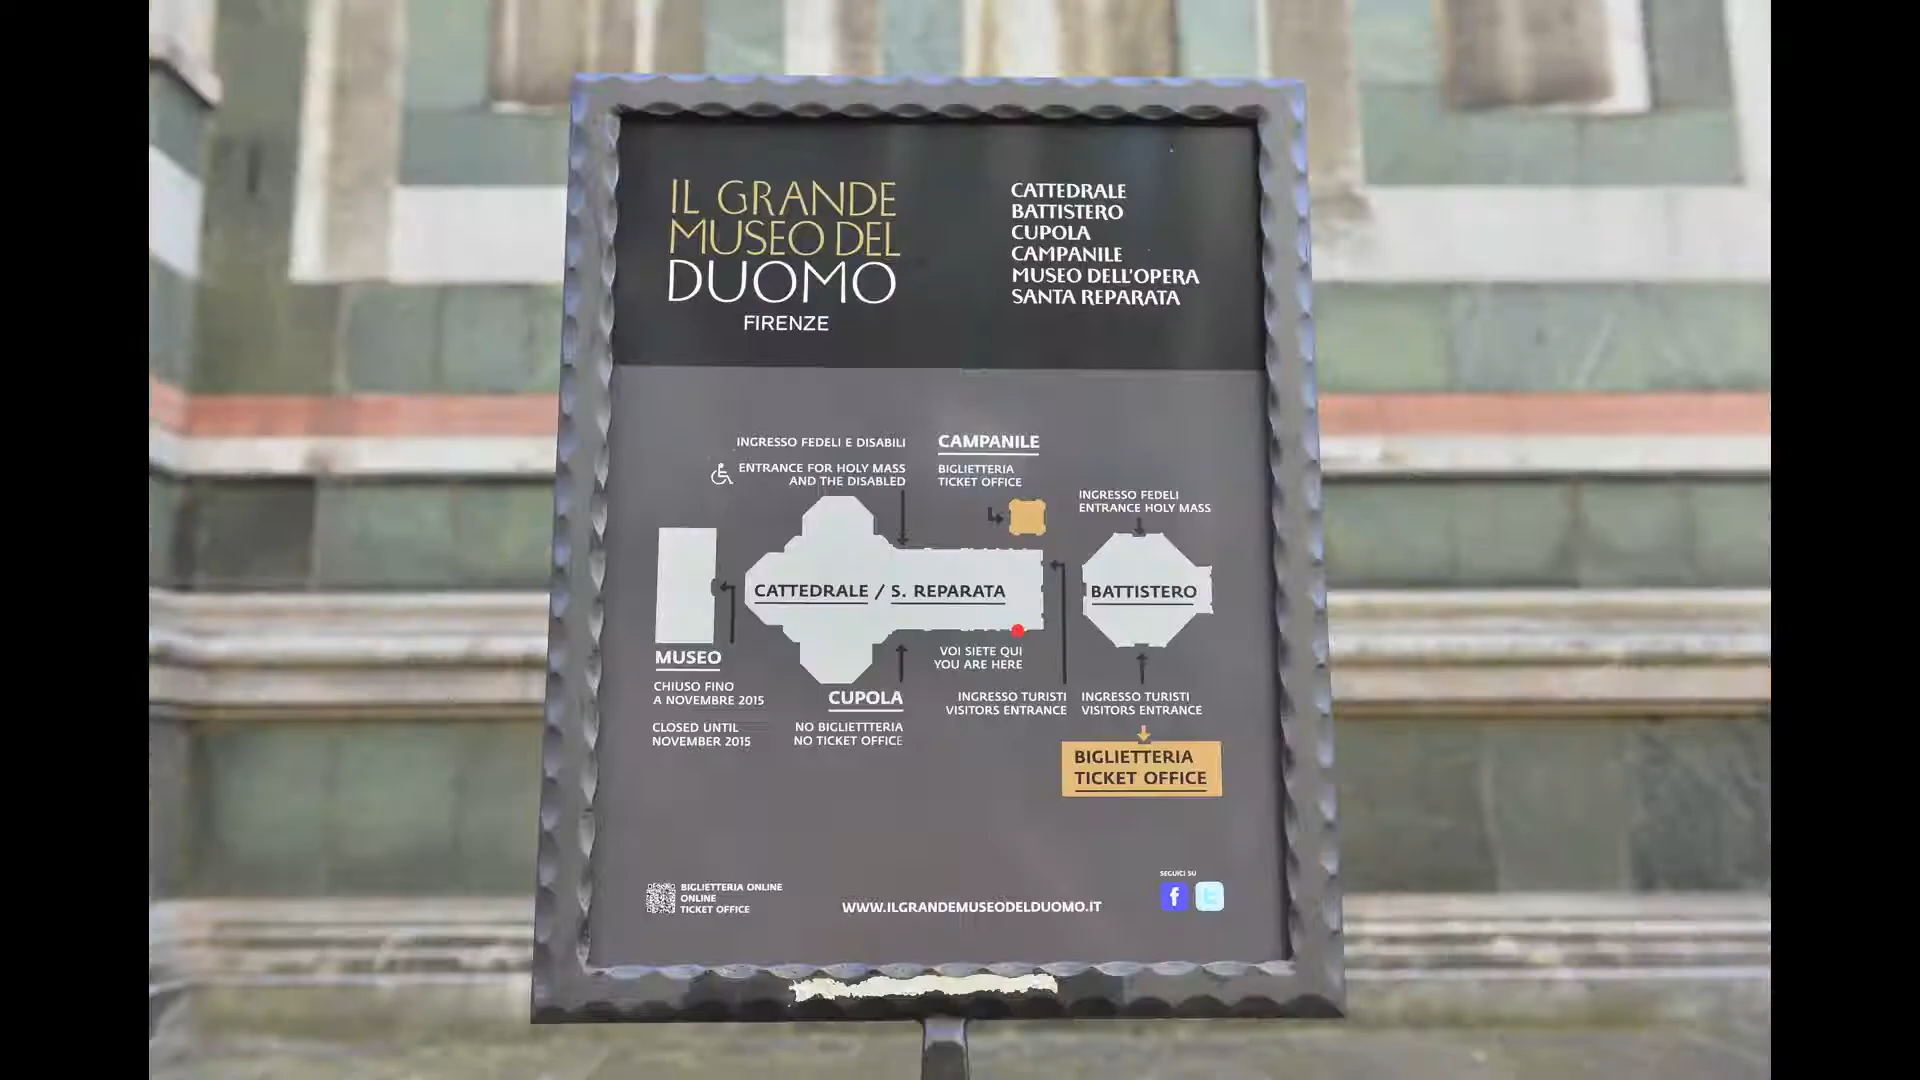 IL GRANDE
MUSEO DEL
DUOMO
FIRENZE
CATTEDRALE
BATTISTERO
CUPOLA
CAMPANILE
MUSEO DELL'OPERA
SANTA REPARATA
INGRESSO FEDELI E DISABILI
ENTRANCE FOR HOLY MASS
AND THE DISABLED
CAMPANILE
BIGLIETTERIA
TICKET OFFICE
INGRESSO FEDELI
ENTRANCE HOLY MASS
CATTEDRALE / S. REPARATA
BATTISTERO
VOI SIETE QUI
YOU ARE HERE
MUSEO
CHIUSO FINO
A NOVEMBRE 2015
CLOSED UNTIL
NOVEMBER 2015
CUPOLA
NO BIGLIETTTERIA
NO TICKET OFFICE
INGRESSO TURISTI
VISITORS ENTRANCE
INGRESSO TURISTI
VISITORS ENTRANCE
BIGLIETTERIA
TICKET OFFICE
BIGLIETTERIA ONLINE
ONLINE
TICKET OFFICE
WWW.ILGRANDEMUSEODELDUOMO.IT
SEGUICI SU
f
t